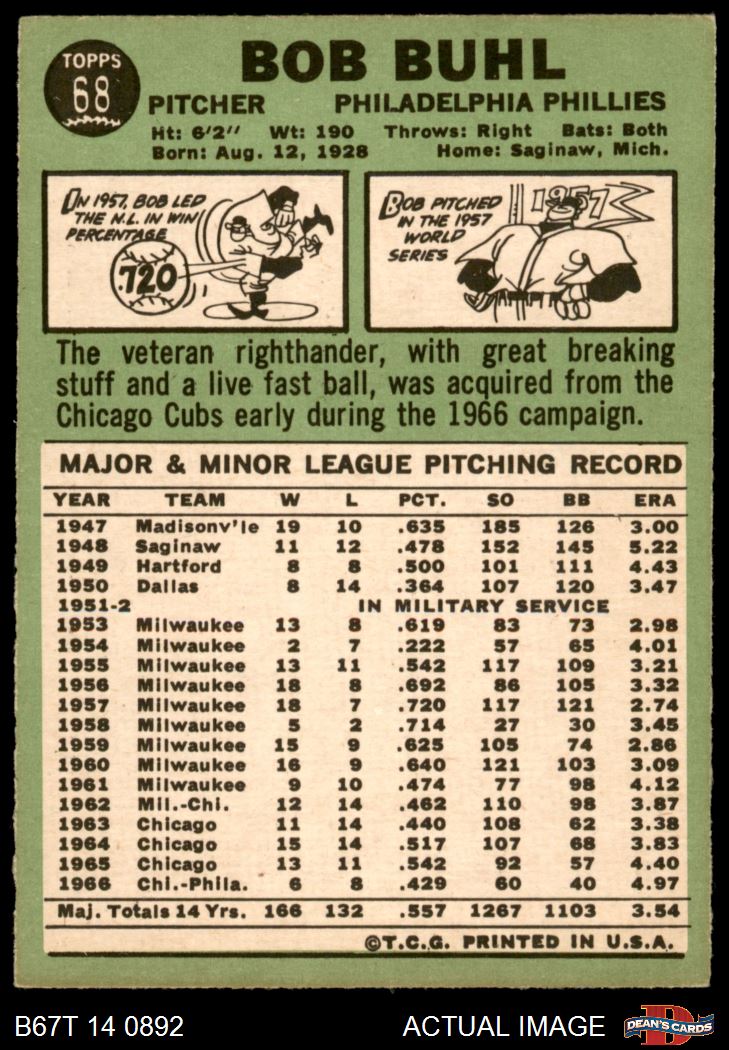 TOPPS
68
BOB BUHL
PITCHER PHILADELPHIA PHILLIES
Ht: 6'2" Wt: 190 Throws: Right Bats: Both
Born: Aug. 12, 1928 Home: Saginaw, Mich.
IN 1957, BOB LED
THE N.L. IN WIN
PERCENTAGE
.720
BOB PITCHED
IN THE 1957
WORLD
SERIES
1957
The veteran righthander, with great breaking
stuff and a live fast ball, was acquired from the
Chicago Cubs early during the 1966 campaign.
MAJOR & MINOR LEAGUE PITCHING RECORD
YEAR TEAM W L PCT. SO BB ERA
1947 Madisonv'le 19 10 .635 185 126 3.00
1948 Saginaw 11 12 .478 152 145 5.22
1949 Hartford 8 8 .500 101 111 4.43
1950 Dallas 8 14 .364 107 120 3.47
1951-2 IN MILITARY SERVICE
1953 Milwaukee 13 8 .619 83 73 2.98
1954 Milwaukee 2 7 .222 57 65 4.01
1955 Milwaukee 13 11 .542 117 109 3.21
1956 Milwaukee 18 8 .692 86 105 3.32
1957 Milwaukee 18 7 .720 117 121 2.74
1958 Milwaukee 5 2 .714 27 30 3.45
1959 Milwaukee 15 9 .625 105 74 2.86
1960 Milwaukee 16 9 .640 121 103 3.09
1961 Milwaukee 9 10 .474 77 98 4.12
1962 Mil.-Chi. 12 14 .462 110 98 3.87
1963 Chicago 11 14 .440 108 62 3.38
1964 Chicago 15 14 .517 107 68 3.83
1965 Chicago 13 11 .542 92 57 4.40
1966 Chi.-Phila. 6 8 .429 60 40 4.97
Maj. Totals 14 Yrs. 166 132 .557 1267 1103 3.54
©T.C.G. PRINTED IN U.S.A.
B67T 14 0892 ACTUAL IMAGE
DEAN'S CARDS